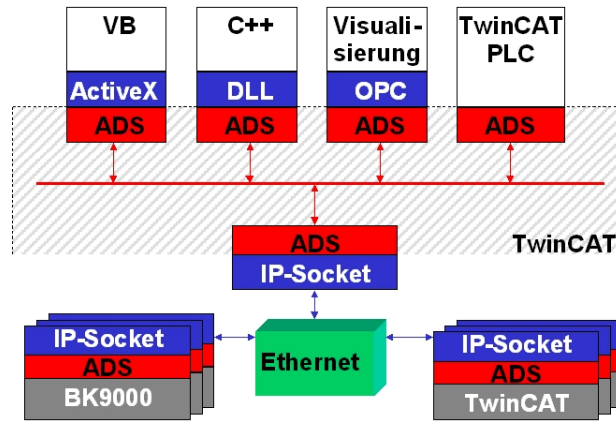 VB
C++
Visuali-
sierung
TwinCAT
PLC
ActiveX
DLL
OPC
ADS
ADS
ADS
ADS
ADS
TwinCAT
IP-Socket
IP-Socket
ADS
BK9000
Ethernet
IP-Socket
ADS
TwinCAT